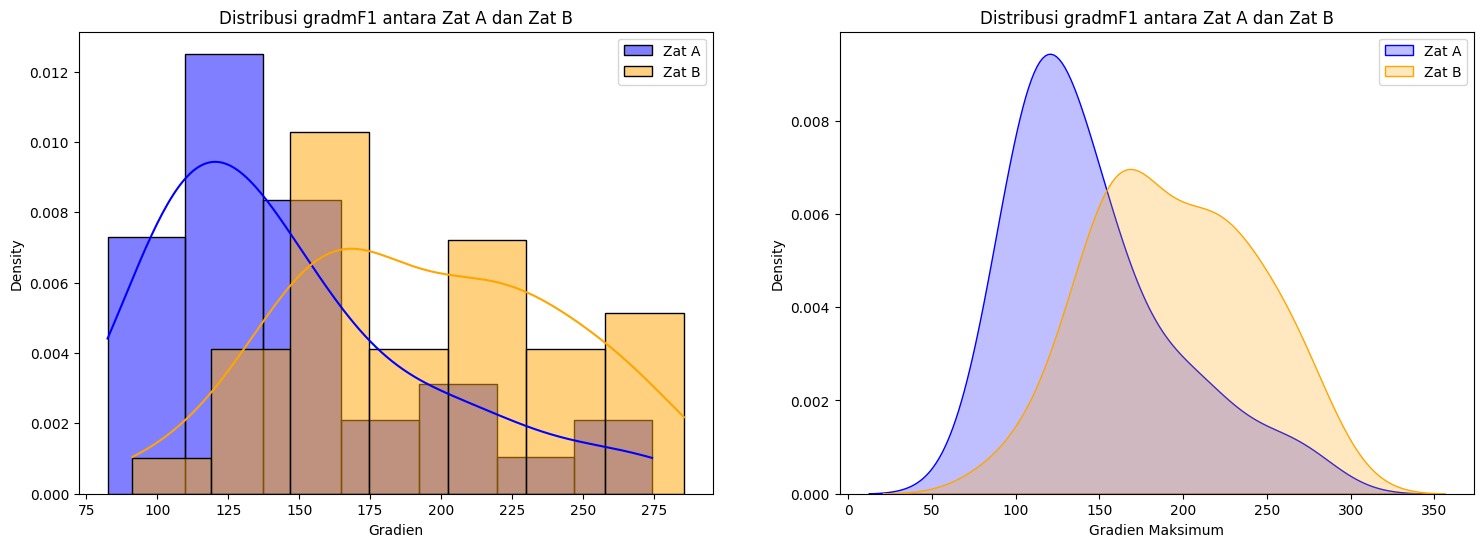 Distribusi gradmF1 antara Zat A dan Zat B
Zat A
Zat B
0.012
0.010
0.008
0.006
0.004
0.002
0.000
Density
75 100 125 150 175 200 225 250 275
Gradien
Distribusi gradmF1 antara Zat A dan Zat B
Zat A
Zat B
0.008
0.006
0.004
0.002
0.000
Density
0 50 100 150 200 250 300 350
Gradien Maksimum